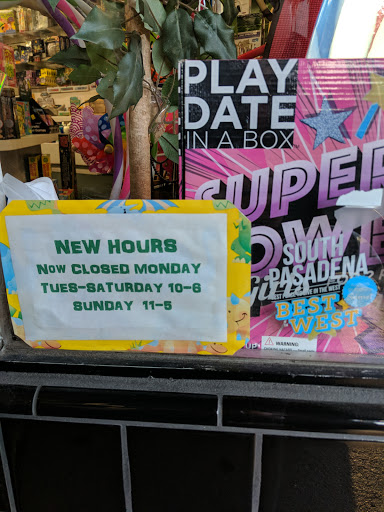 NEW HOURS
NOW CLOSED MONDAY
TUES-SATURDAY 10-6
SUNDAY 11-5
PLAY
DATE
IN A BOX
SUPER
SOUTH
PASADENA
BEST
WEST
WARNING